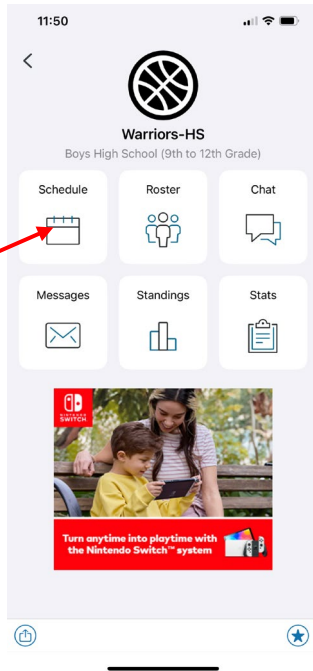 11:50
Warriors-HS
Boys High School (9th to 12th Grade)
Schedule
Roster
Chat
Messages
Standings
Stats
NINTENDO
SWITCH
Turn anytime into playtime with
the Nintendo Switch™ system